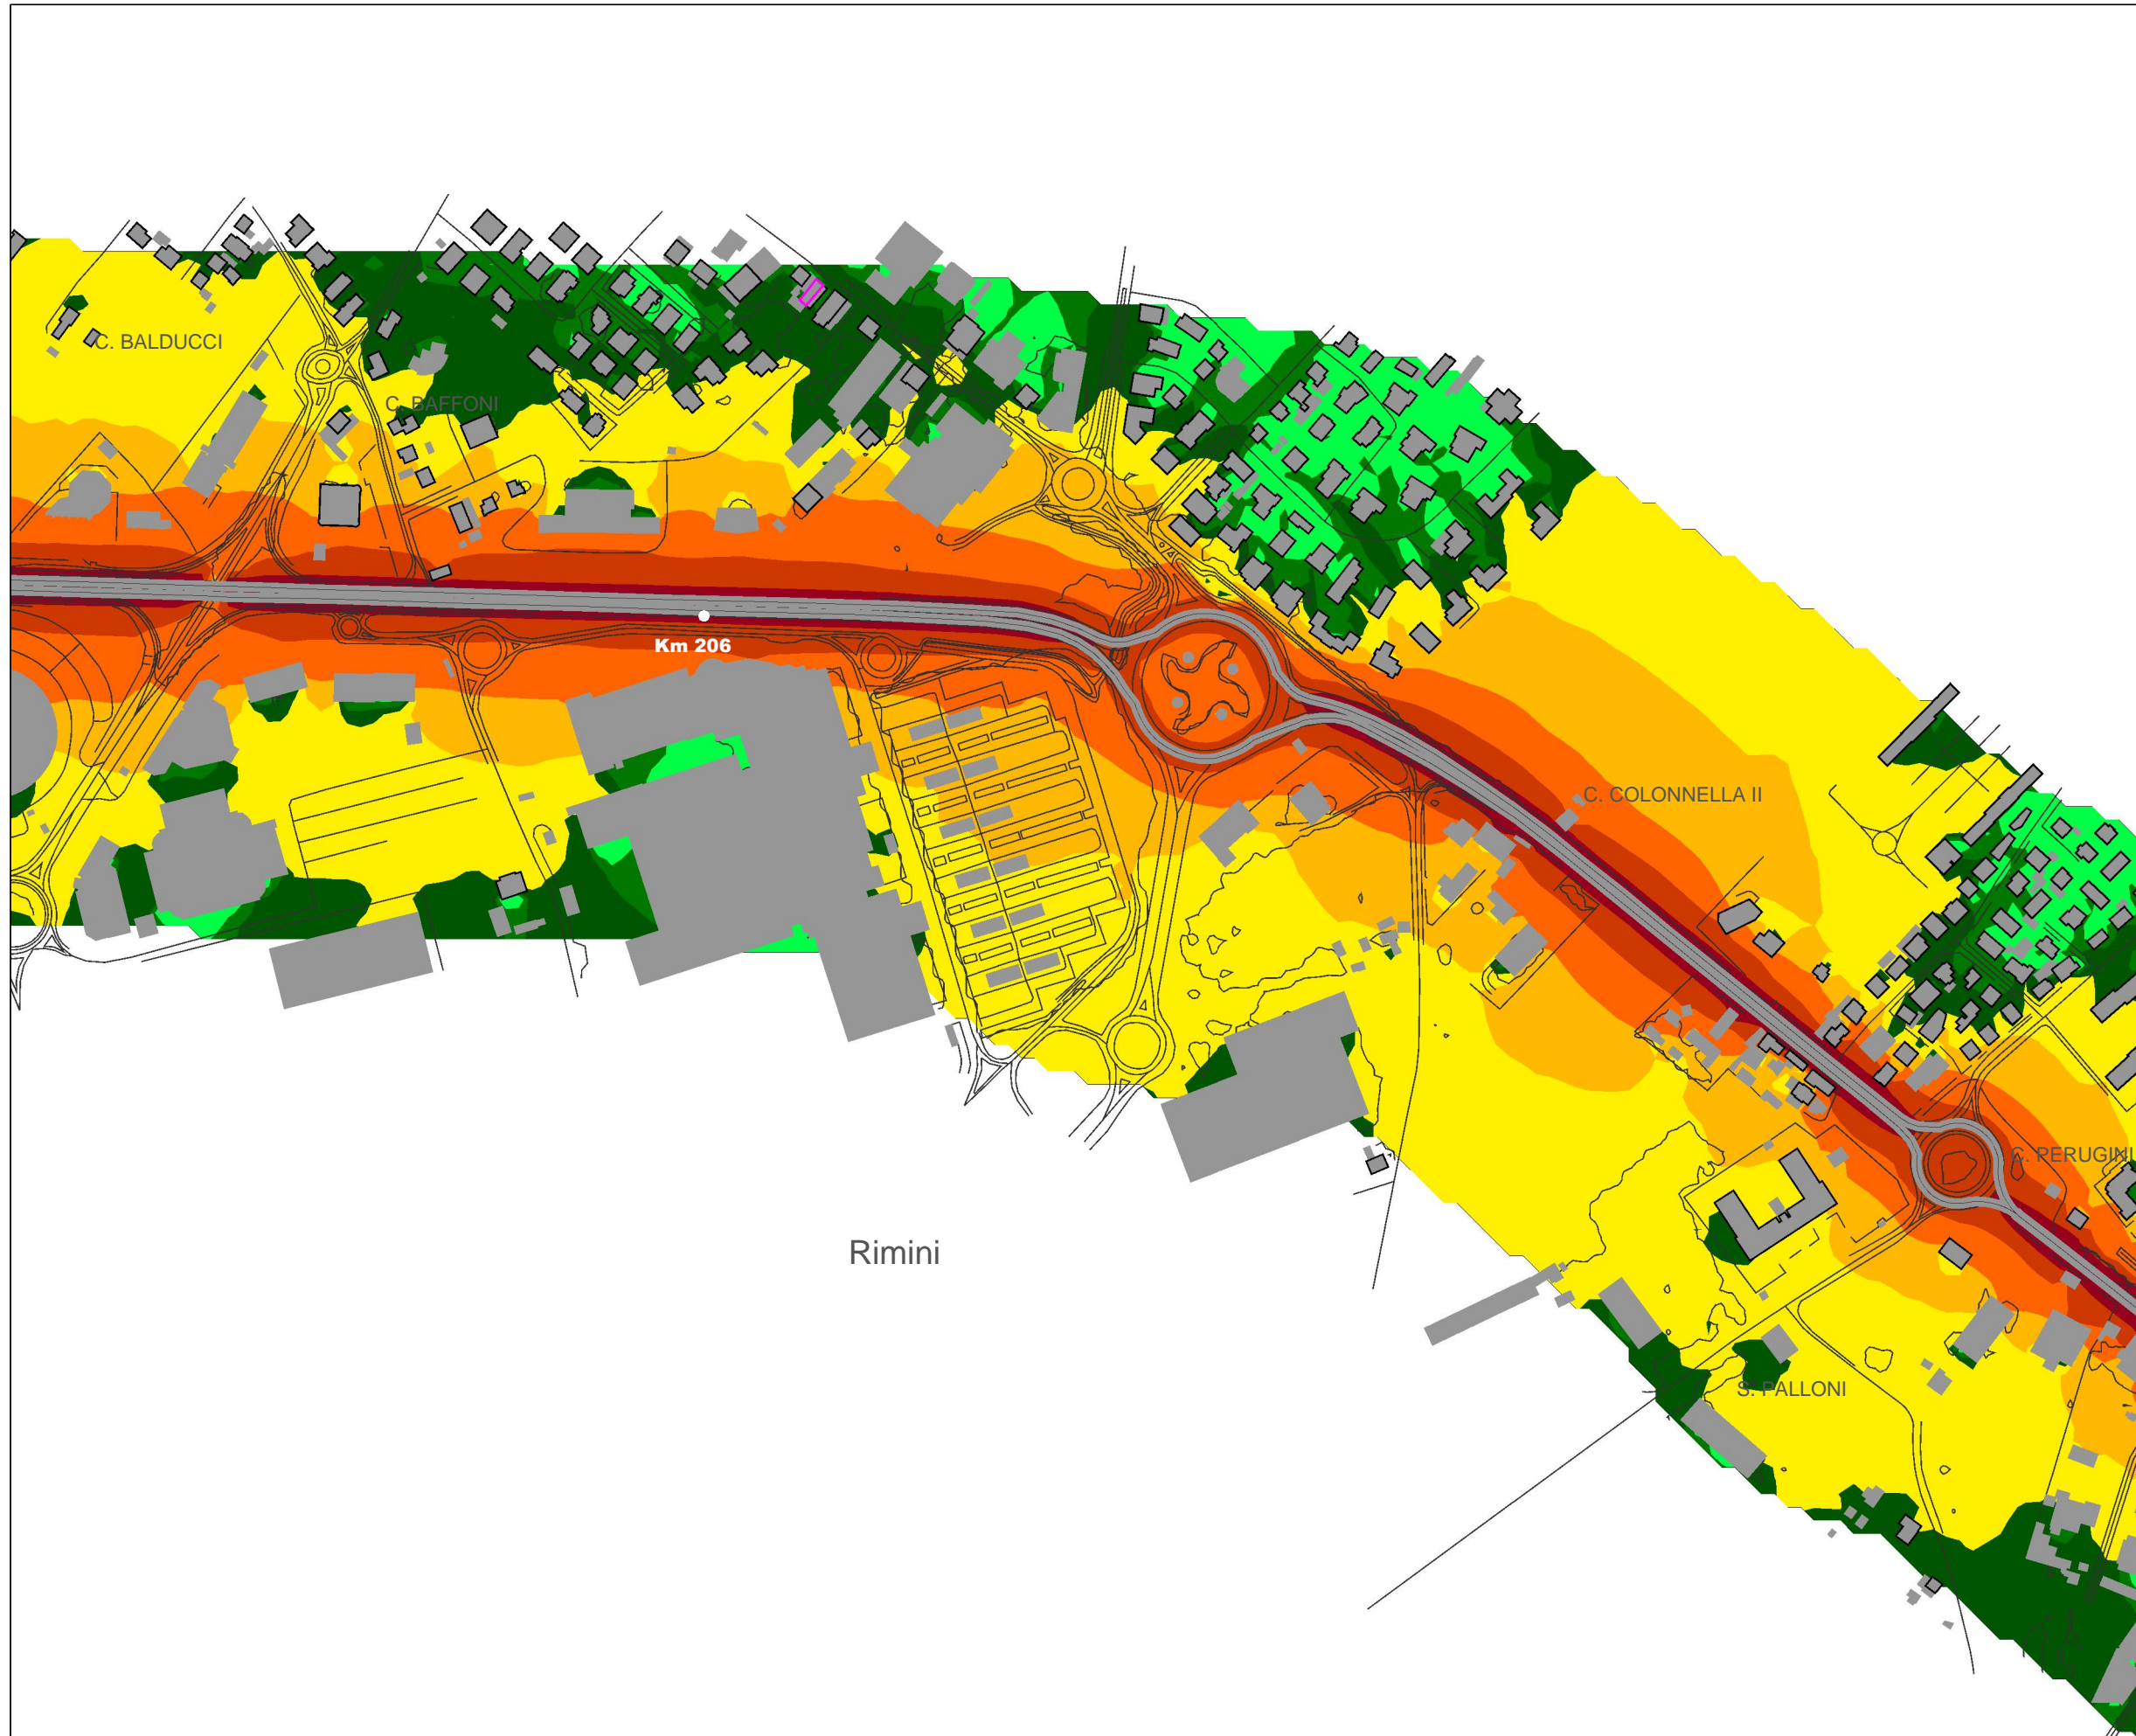 C. BALDUCCI
C. BAFFONI
Km 206
C. COLONNELLA II
C. PERUGINI
Rimini
S. PALLONI